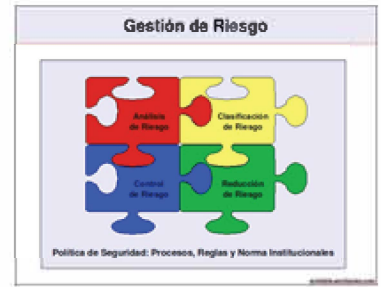 Gestión de Riesgo
Análisis
de Riesgo
Clasificación
de Riesgo
Control
de Riesgo
Reducción
de Riesgo
Política de Seguridad: Procesos, Reglas y Norma Institucionales